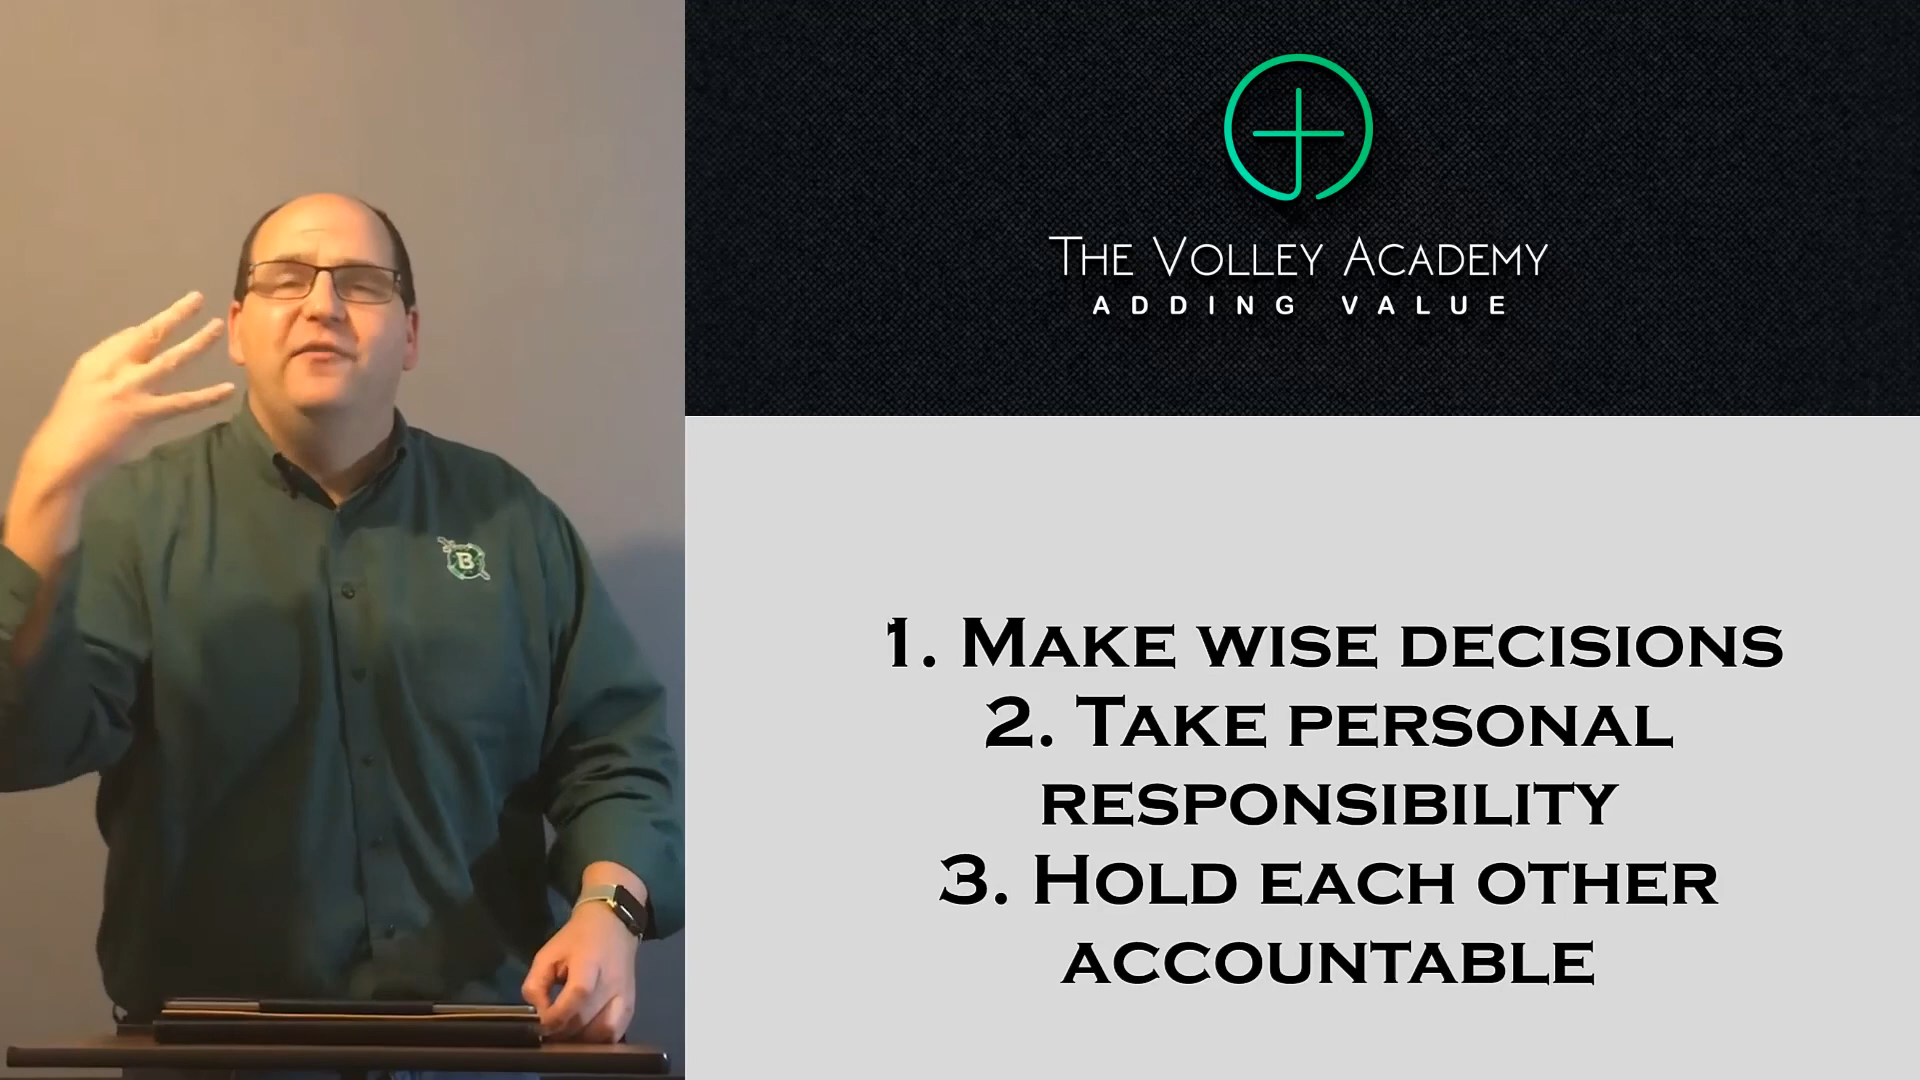 THE VOLLEY ACADEMY
ADDING VALUE
B
1. MAKE WISE DECISIONS
2. TAKE PERSONAL
RESPONSIBILITY
3. HOLD EACH OTHER
ACCOUNTABLE